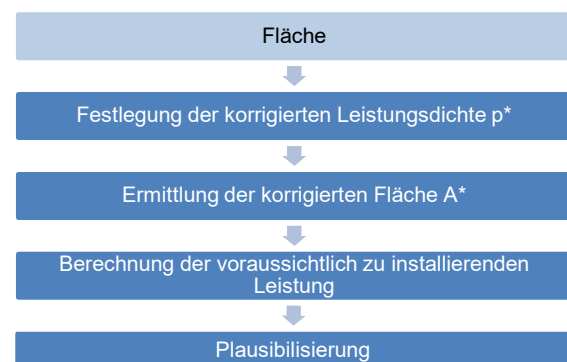 Fläche
Festlegung der korrigierten Leistungsdichte p*
Ermittlung der korrigierten Fläche A*
Berechnung der voraussichtlich zu installierenden
Leistung
Plausibilisierung